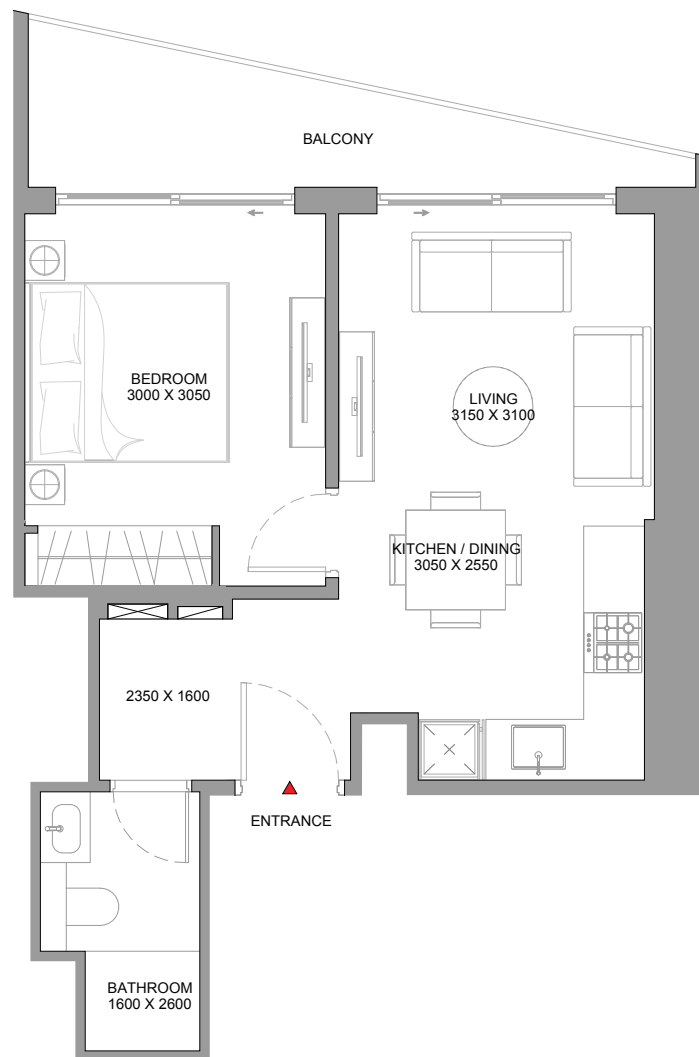 BALCONY
BEDROOM
3000 X 3050
LIVING
3150 X 3100
KITCHEN / DINING
3050 X 2550
2350 X 1600
ENTRANCE
BATHROOM
1600 X 2600